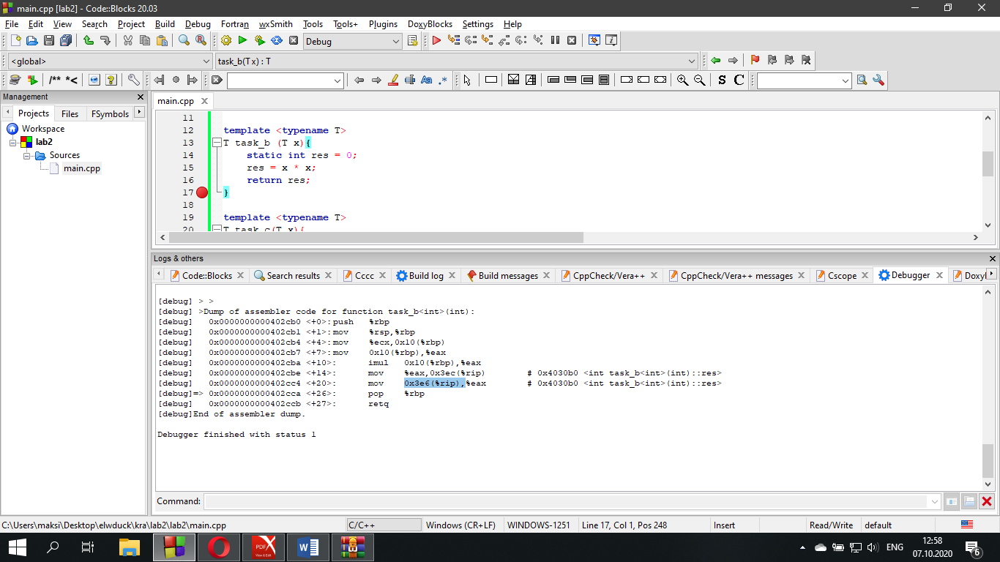 main.cpp [lab2] - Code::Blocks 20.03
File Edit View Search Project Build Debug Fortran wxSmith Tools Tools+ Plugins DoxyBlocks Settings Help
Debug
<global> task_b(T x) : T
/** *< Aa .* S C
Management
Projects Files FSymbols
Workspace
lab2
Sources
main.cpp
main.cpp
11
12 template <typename T>
13 T task_b (T x){
14 static int res = 0;
15 res = x * x;
16 return res;
17 }
18
19 template <typename T>
20 T task_c(T x){
Logs & others
Code::Blocks Search results Cccc Build log Build messages CppCheck/Vera++ CppCheck/Vera++ messages Cscope Debugger Doxyl
[debug] > >
[debug] >Dump of assembler code for function task_b<int>(int):
[debug] 0x0000000000402cb0 <+0>: push %rbp
[debug] 0x0000000000402cb1 <+1>: mov %rsp,%rbp
[debug] 0x0000000000402cb4 <+4>: mov %ecx,0x10(%rbp)
[debug] 0x0000000000402cb7 <+7>: mov 0x10(%rbp),%eax
[debug] 0x0000000000402cba <+10>: imul 0x10(%rbp),%eax
[debug] 0x0000000000402cbe <+14>: mov %eax,0x3ec(%rip) # 0x4030b0 <int task_b<int>(int)::res>
[debug] 0x0000000000402cc4 <+20>: mov 0x3e6(%rip),%eax # 0x4030b0 <int task_b<int>(int)::res>
[debug]=> 0x0000000000402cca <+26>: pop %rbp
[debug] 0x0000000000402ccb <+27>: retq
[debug]End of assembler dump.
Debugger finished with status 1
Command:
C:\Users\maksi\Desktop\elwduck\kra\lab2\lab2\main.cpp C/C++ Windows (CR+LF) WINDOWS-1251 Line 17, Col 1, Pos 248 Insert Read/Write default
PDF X View & Edit W ENG 12:58
07.10.2020 6